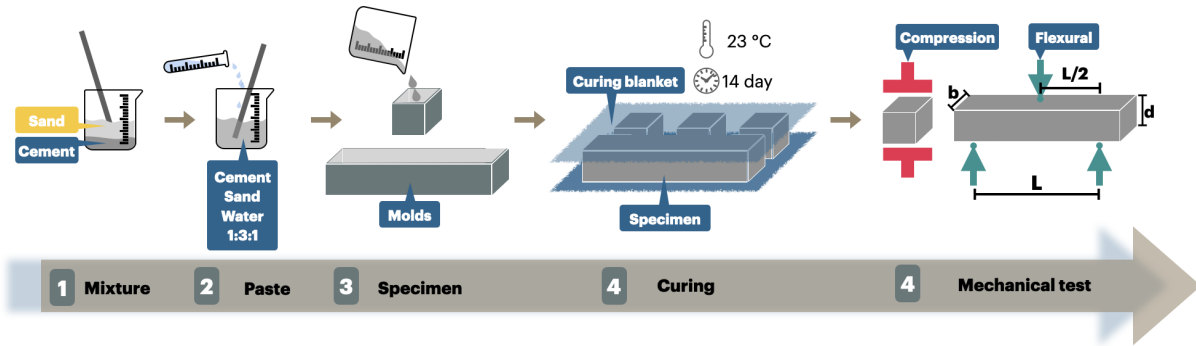 Sand
Cement
Cement
Sand
Water
1:3:1
Molds
23 °C
14 day
Curing blanket
Specimen
Compression
Flexural
L/2
b
d
L
1 Mixture
2 Paste
3 Specimen
4 Curing
4 Mechanical test